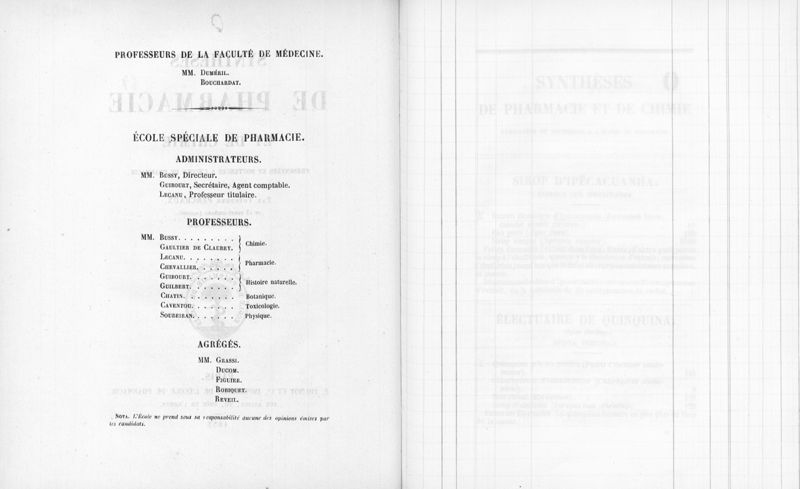 PROFESSEURS DE LA FACULTÉ DE MÉDECINE.
MM. Duméril.
Bouchardat.
ÉCOLE SPÉCIALE DE PHARMACIE.
ADMINISTRATEURS.
MM. Bussy, Directeur.
Guibourt, Secrétaire, Agent comptable.
Lecanu, Professeur titulaire.
PROFESSEURS.
MM. Bussy. . . . . . . . .
Gaultier de Claubry. } Chimie.
Lecanu. . . . . . . .
Chevallier. . . . . . } Pharmacie.
Guibourt. . . . . . .
Guilbert. . . . . . . } Histoire naturelle.
Chatin. . . . . . . . Botanique.
Caventou. . . . . . . Toxicologie.
Soubeiran. . . . . . . Physique.
AGRÉGÉS.
MM. Grassi.
Ducom.
Figuier.
Robiquet.
Reveil.
Nota. L'École ne prend sous sa responsabilité aucune des opinions émises par
les candidats.
SYNTHÈSES
DE PHARMACIE ET DE CHIMIE
SIROP D'IPÉCACUANHA.
ÉLECTUAIRE DE QUINQUINA.